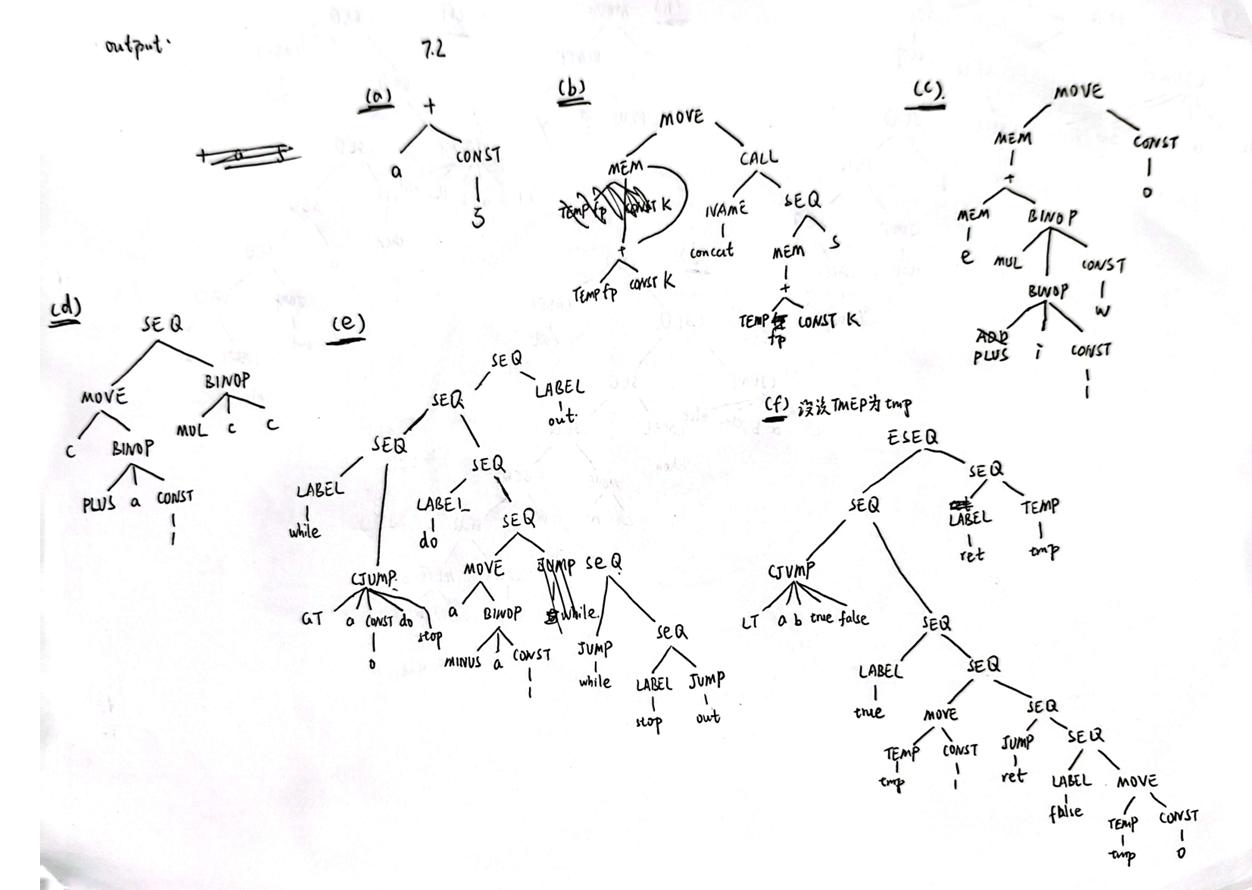 output: 7.2
(a)
+
a CONST
5
(b)
MOVE
MEM CALL
TEMP fp CONST K
NAME SEQ
concat MEM s
+
TEMP fp CONST K
+
TEMP CONST K
fp
(c).
MOVE
MEM CONST
+ 0
MEM BINOP
e MUL CONST
BINOP w
ADD
PLUS i CONST
1
(d)
SEQ
MOVE BINOP
C MUL C C
BINOP
PLUS a CONST
1
(e)
SEQ
SEQ LABEL
out.
SEQ SEQ
LABEL LABEL
while do
SEQ
CJUMP. MOVE JUMP SEQ
GT a CONST do stop
0
a BINOP while.
MINUS a CONST
1
JUMP SEQ
while LABEL JUMP
stop out
(f) 设该TMEP为tmp
ESEQ
SEQ SEQ
LABEL TEMP
ret tmp
CJUMP
LT a b true false
SEQ
LABEL SEQ
true MOVE SEQ
TEMP CONST JUMP SEQ
tmp 1 ret
LABEL MOVE
false TEMP CONST
tmp 0